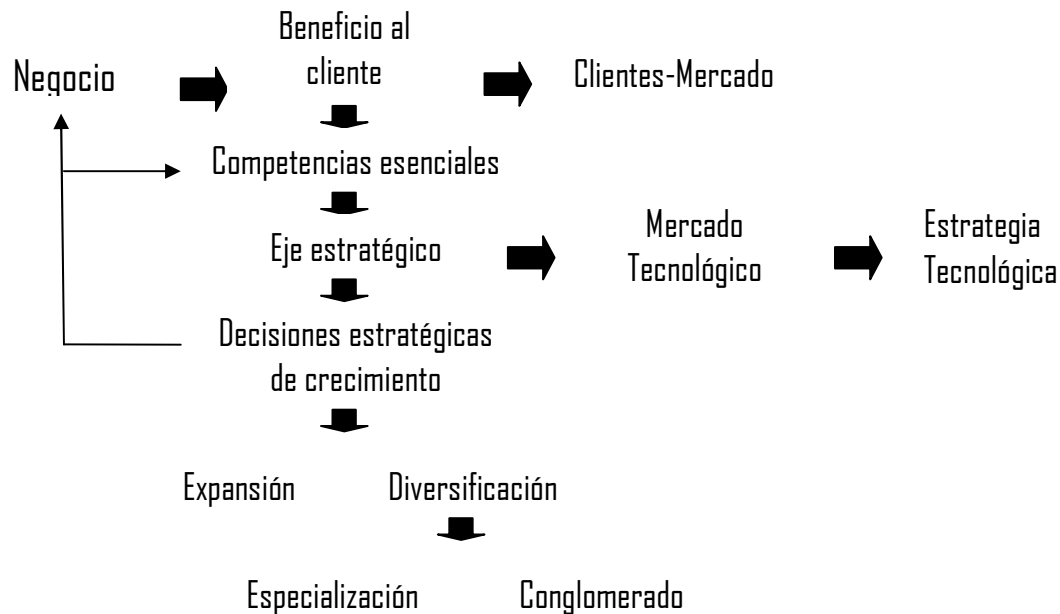 Beneficio al
cliente
Negocio
Clientes-Mercado
Competencias esenciales
Mercado
Tecnológico
Estrategia
Tecnológica
Eje estratégico
Decisiones estratégicas
de crecimiento
Expansión
Diversificación
Especialización
Conglomerado